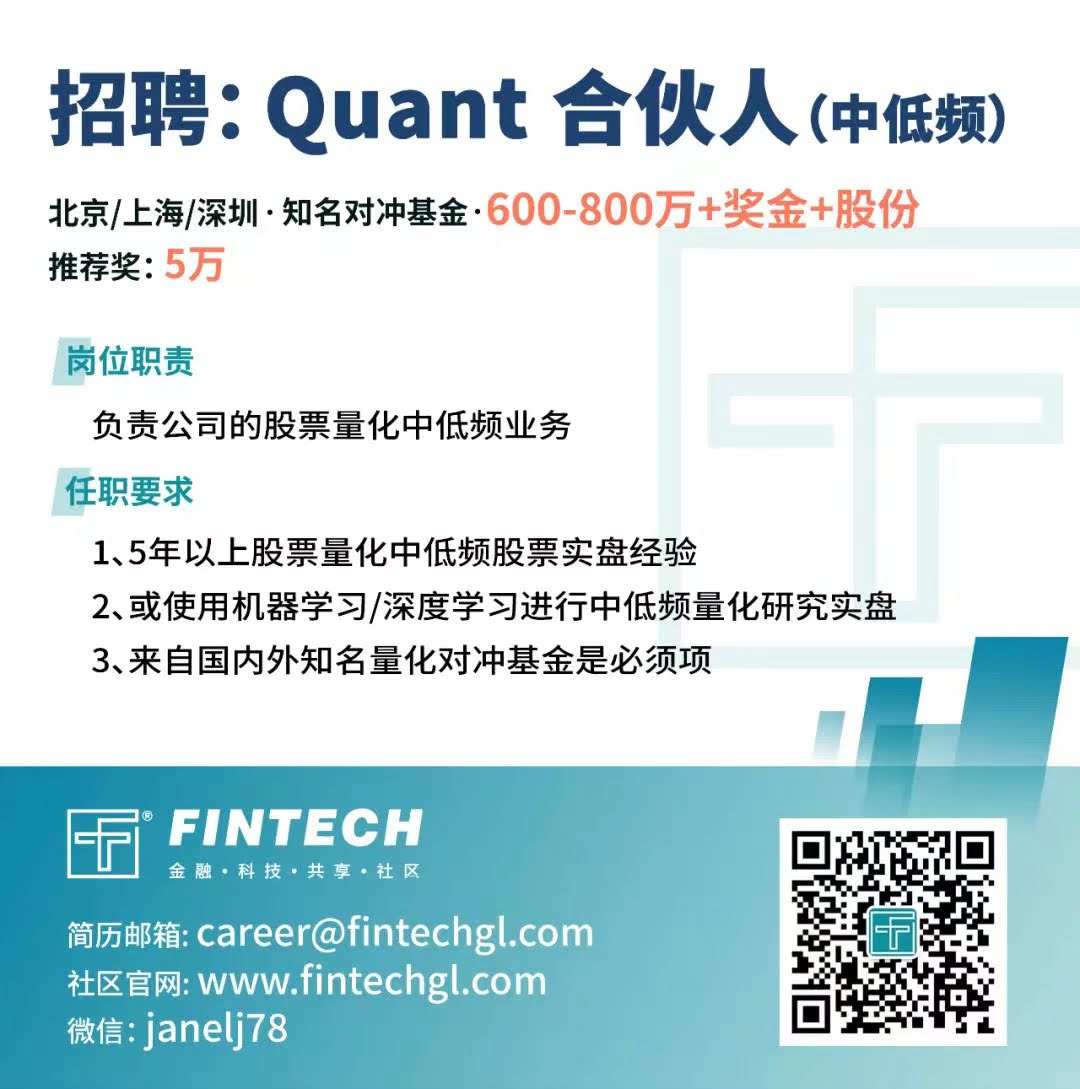 招聘：Quant 合伙人（中低频）
北京/上海/深圳·知名对冲基金·600-800万+奖金+股份
推荐奖：5万
岗位职责
负责公司的股票量化中低频业务
任职要求
1、5年以上股票量化中低频股票实盘经验
2、或使用机器学习/深度学习进行中低频量化研究实盘
3、来自国内外知名量化对冲基金是必须项
® FINTECH
金融·科技·共享·社区
简历邮箱: career@fintechgl.com
社区官网: www.fintechgl.com
微信：janelj78